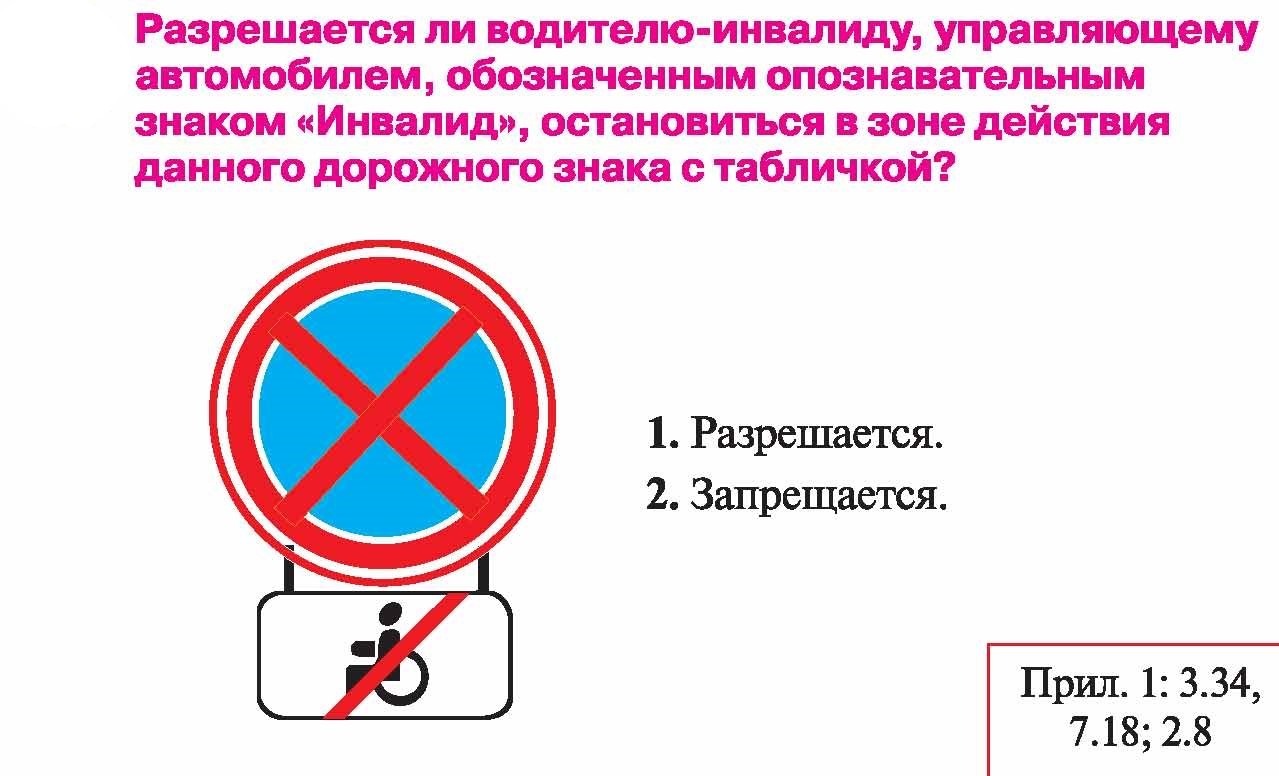 Разрешается ли водителю-инвалиду, управляющему
автомобилем, обозначенным опознавательным
знаком «Инвалид», остановиться в зоне действия
данного дорожного знака с табличкой?
1. Разрешается.
2. Запрещается.
Прил. 1: 3.34,
7.18; 2.8